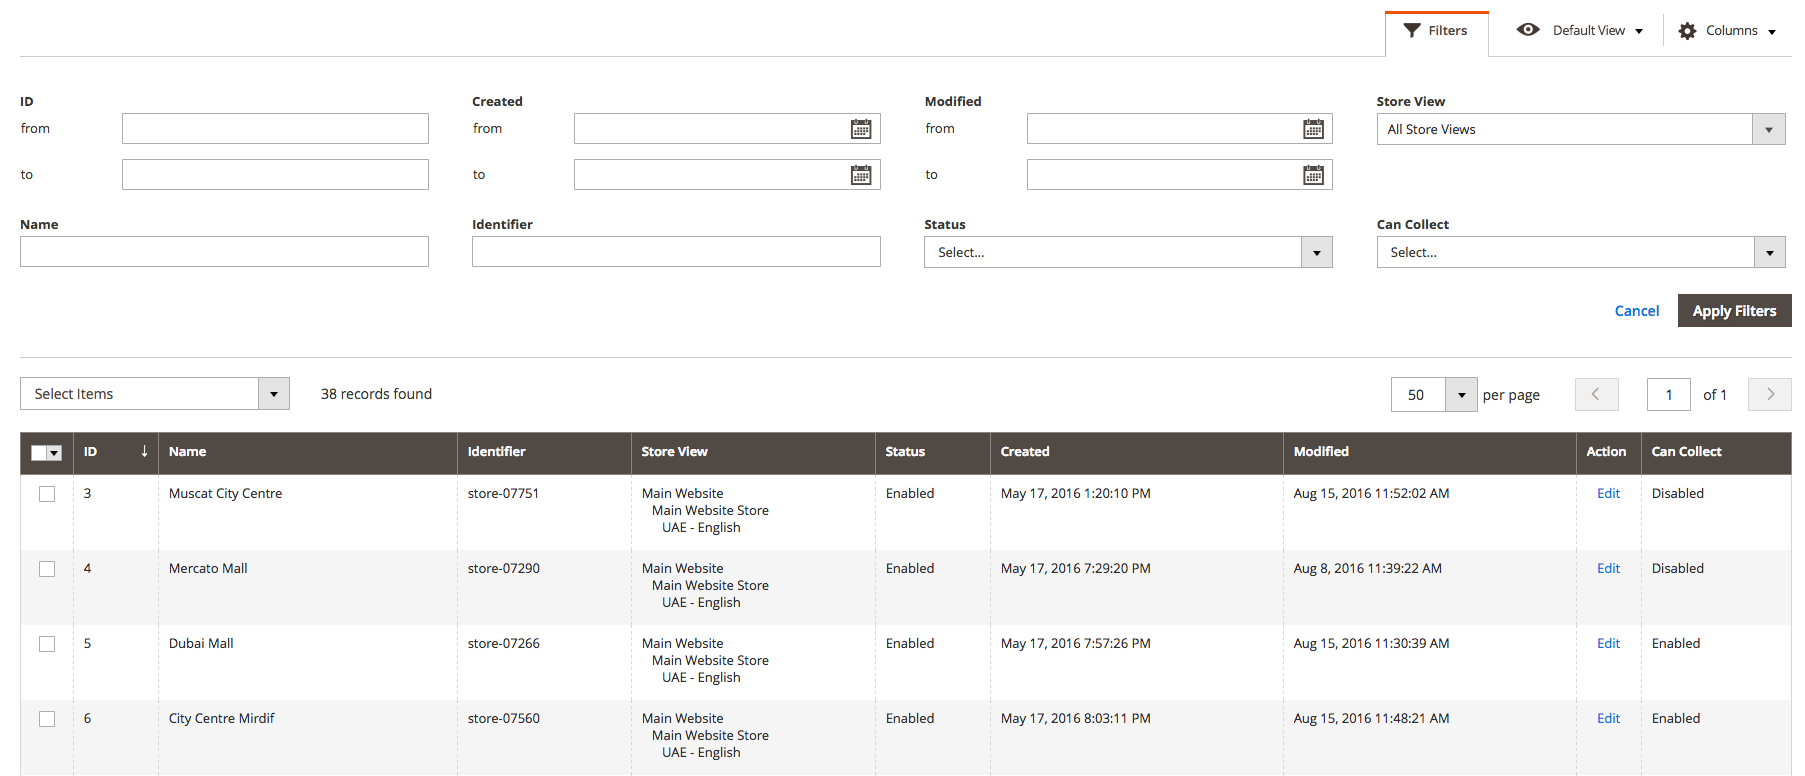 Filters
Default View
Columns
ID
Created
Modified
Store View
from
from
from
All Store Views
to
to
to
Name
Identifier
Status
Can Collect
Select...
Select...
Cancel
Apply Filters
Select Items
38 records found
50
per page
1
of 1
ID
Name
Identifier
Store View
Status
Created
Modified
Action
Can Collect
3
Muscat City Centre
store-07751
Main Website
Main Website Store
UAE - English
Enabled
May 17, 2016 1:20:10 PM
Aug 15, 2016 11:52:02 AM
Edit
Disabled
4
Mercato Mall
store-07290
Main Website
Main Website Store
UAE - English
Enabled
May 17, 2016 7:29:20 PM
Aug 8, 2016 11:39:22 AM
Edit
Disabled
5
Dubai Mall
store-07266
Main Website
Main Website Store
UAE - English
Enabled
May 17, 2016 7:57:26 PM
Aug 15, 2016 11:30:39 AM
Edit
Enabled
6
City Centre Mirdif
store-07560
Main Website
Main Website Store
UAE - English
Enabled
May 17, 2016 8:03:11 PM
Aug 15, 2016 11:48:21 AM
Edit
Enabled